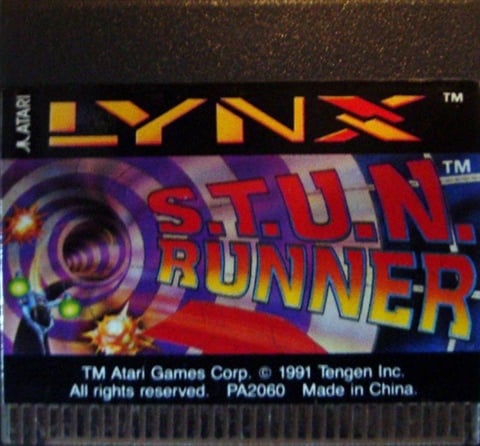 ATARI
LYNX TM
S.T.U.N. TM
RUNNER
TM Atari Games Corp. © 1991 Tengen Inc.
All rights reserved. PA2060 Made in China.